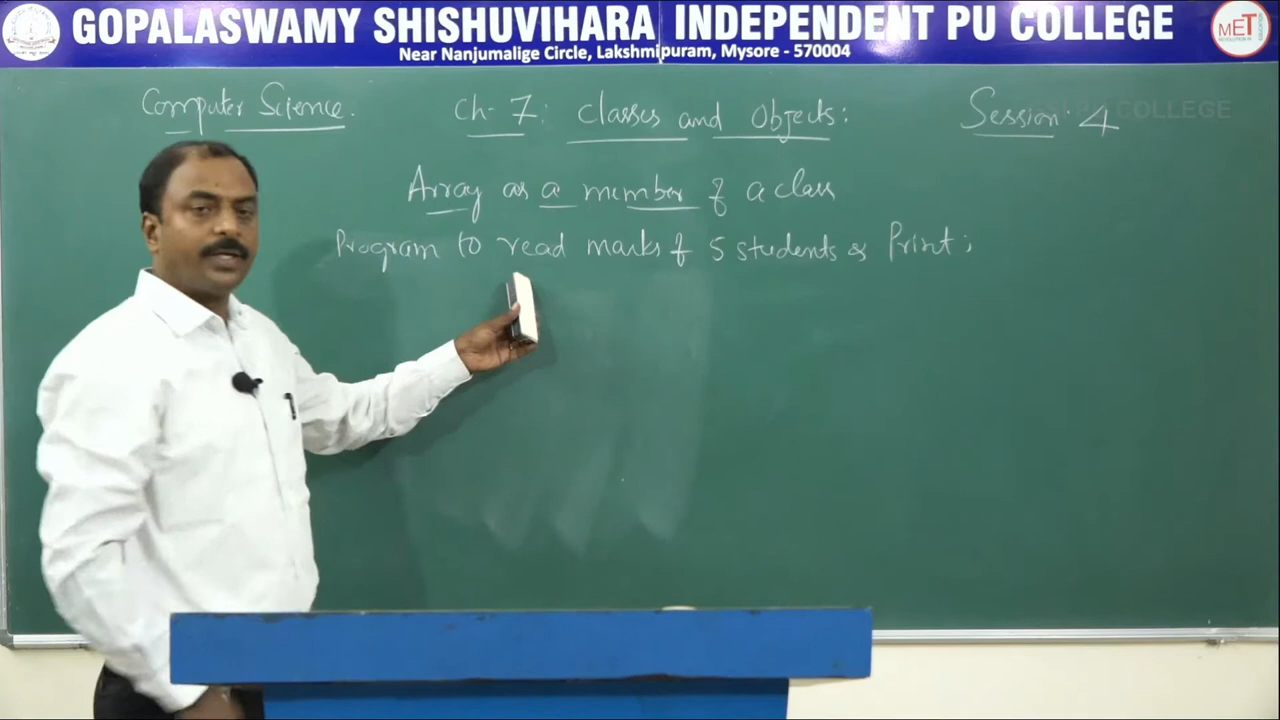 GOPALASWAMY SHISHUVIHARA INDEPENDENT PU COLLEGE
Near Nanjumalige Circle, Lakshmipuram, Mysore - 570004
MET
Computer Science.
Ch-7: Classes and Objects:
Session. 4
COLLEGE
Array as a member of a class
Program to read marks of 5 students & Print;